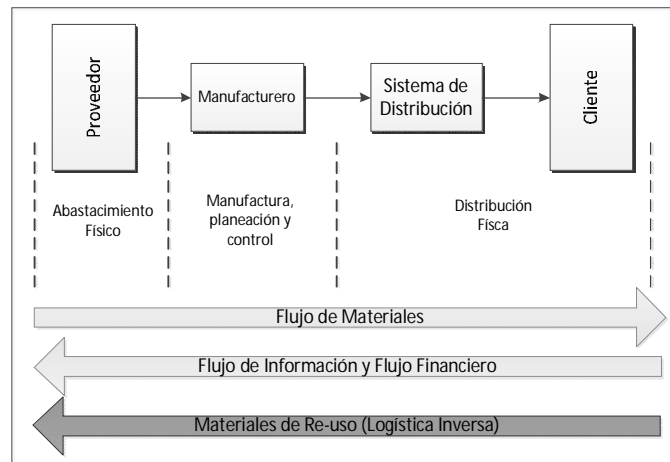 Proveedor
Manufacturero
Sistema de
Distribución
Cliente
Abastacimiento
Físico
Manufactura,
planeación y
control
Distribución
Físca
Flujo de Materiales
Flujo de Información y Flujo Financiero
Materiales de Re-uso (Logística Inversa)